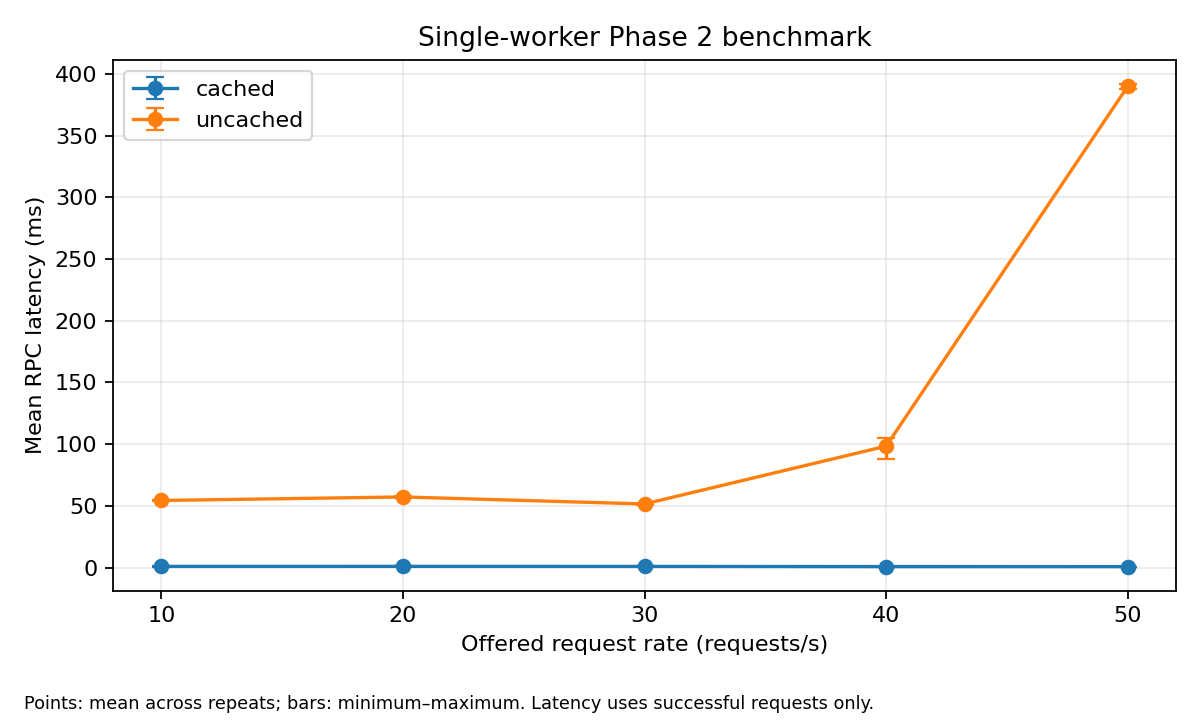 Single-worker Phase 2 benchmark
cached
uncached
Mean RPC latency (ms)
400
350
300
250
200
150
100
50
0
10 20 30 40 50
Offered request rate (requests/s)
Points: mean across repeats; bars: minimum–maximum. Latency uses successful requests only.